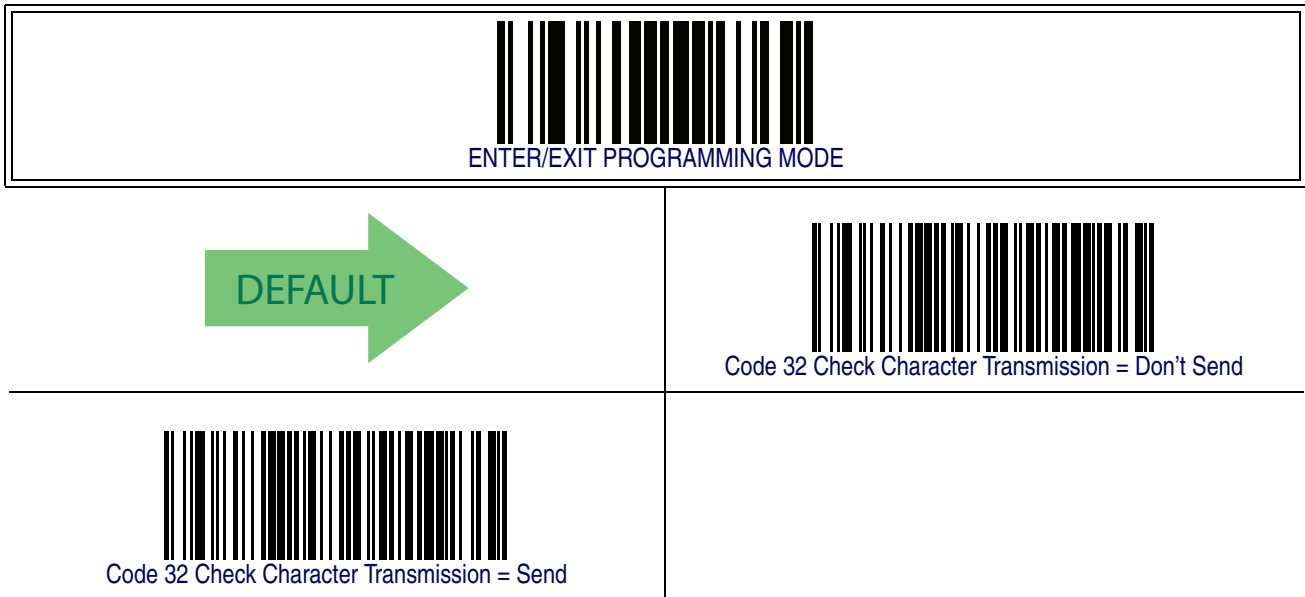 ENTER/EXIT PROGRAMMING MODE
DEFAULT
Code 32 Check Character Transmission = Don't Send
Code 32 Check Character Transmission = Send